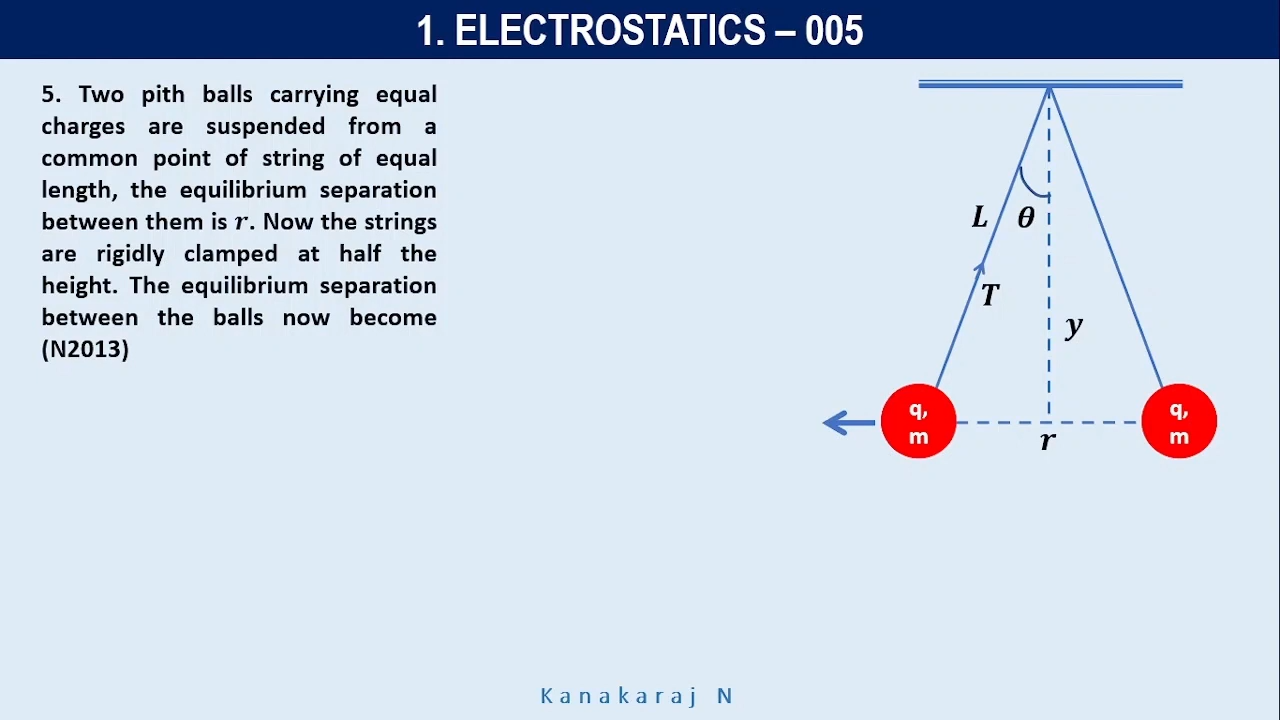 1. ELECTROSTATICS – 005
5. Two pith balls carrying equal
charges are suspended from a
common point of string of equal
length, the equilibrium separation
between them is r. Now the strings
are rigidly clamped at half the
height. The equilibrium separation
between the balls now become
(N2013)
L θ
T
y
q,
m
q,
m
r
Kanakaraj N